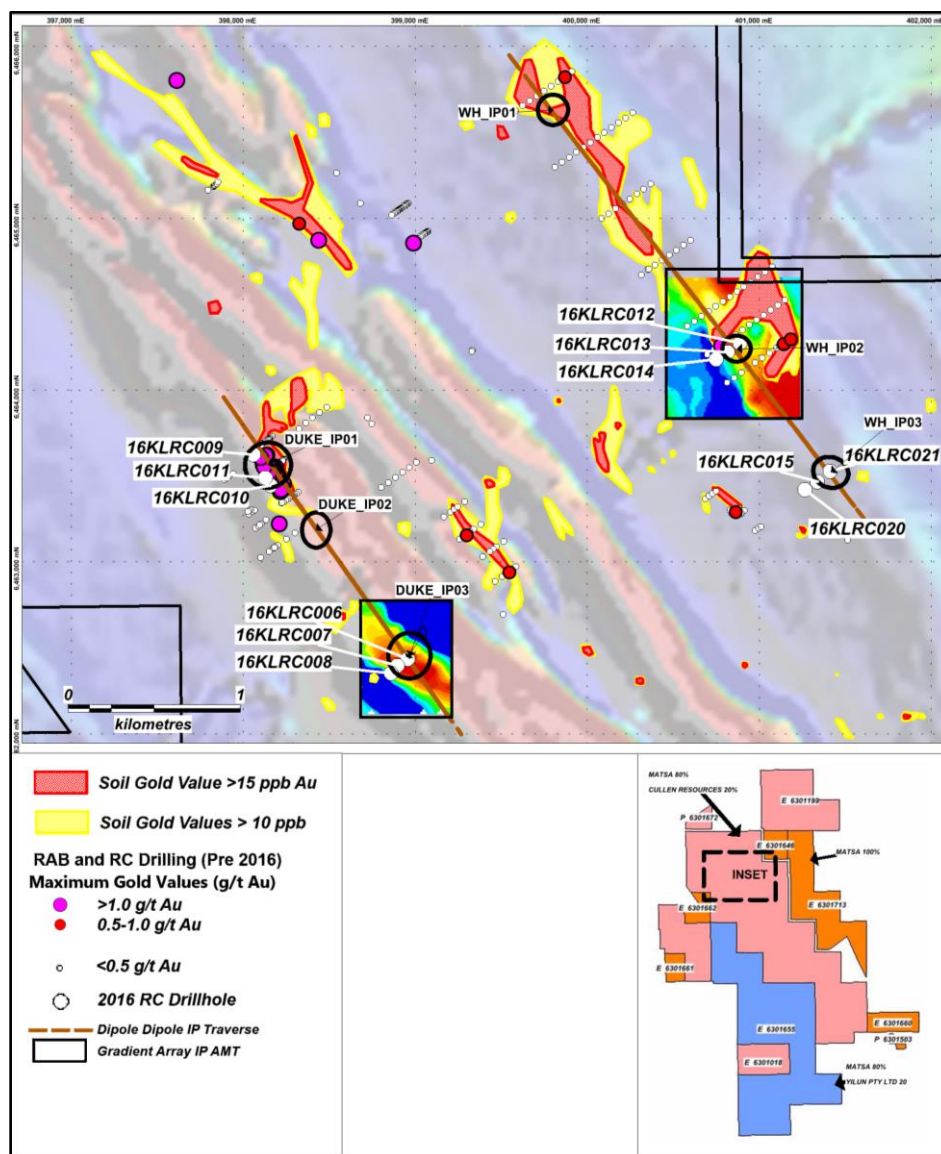 397,000 mE
398,000 mE
399,000 mE
400,000 mE
401,000 mE
402,000 mE
6,466,000 mN
6,465,000 mN
6,464,000 mN
6,463,000 mN
WH_IP01
16KLRC012
16KLRC013
16KLRC014
WH_IP02
WH_IP03
16KLRC015
16KLRC021
16KLRC020
16KLRC009
16KLRC011
16KLRC010
DUKE_IP01
DUKE_IP02
DUKE_IP03
16KLRC006
16KLRC007
16KLRC008
0 1
kilometres
Soil Gold Value >15 ppb Au
Soil Gold Values > 10 ppb
RAB and RC Drilling (Pre 2016)
Maximum Gold Values (g/t Au)
>1.0 g/t Au
0.5-1.0 g/t Au
<0.5 g/t Au
2016 RC Drillhole
Dipole Dipole IP Traverse
Gradient Array IP AMT
MATSA 80%
CULLEN RESOURCES 20%
E 6301199
P 6301672
E 6301646
MATSA 100%
INSET
E 6301662
E 6301713
E 6301661
E 6301655
E 6301660
P 6301503
E 6301018
MATSA 80%
YILUN PTY LTD 20